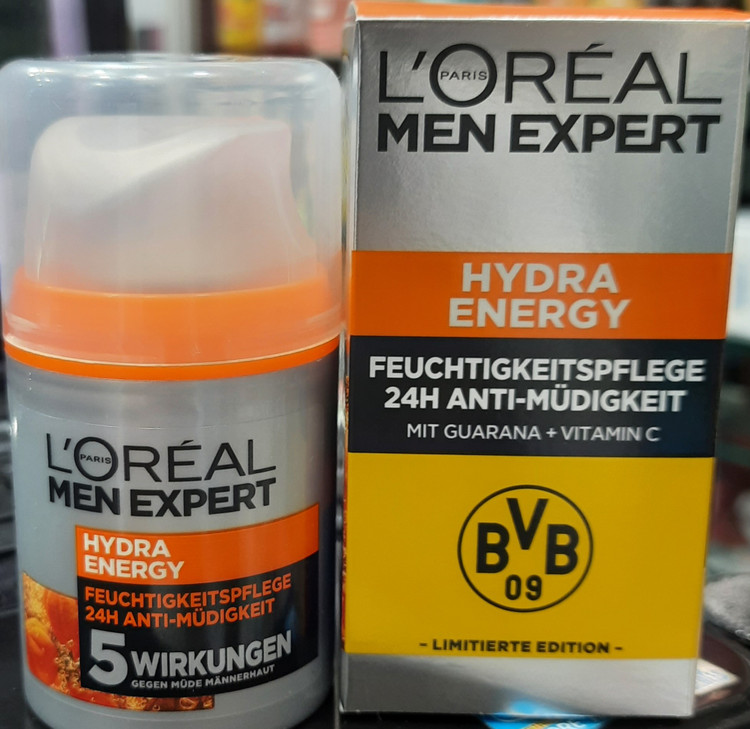 L'ORÉAL
PARIS
MEN EXPERT
HYDRA
ENERGY
FEUCHTIGKEITSPFLEGE
24H ANTI-MÜDIGKEIT
5 WIRKUNGEN
GEGEN MÜDE MÄNNERHAUT
L'ORÉAL
PARIS
MEN EXPERT
HYDRA
ENERGY
FEUCHTIGKEITSPFLEGE
24H ANTI-MÜDIGKEIT
MIT GUARANA + VITAMIN C
BVB
09
- LIMITIERTE EDITION -